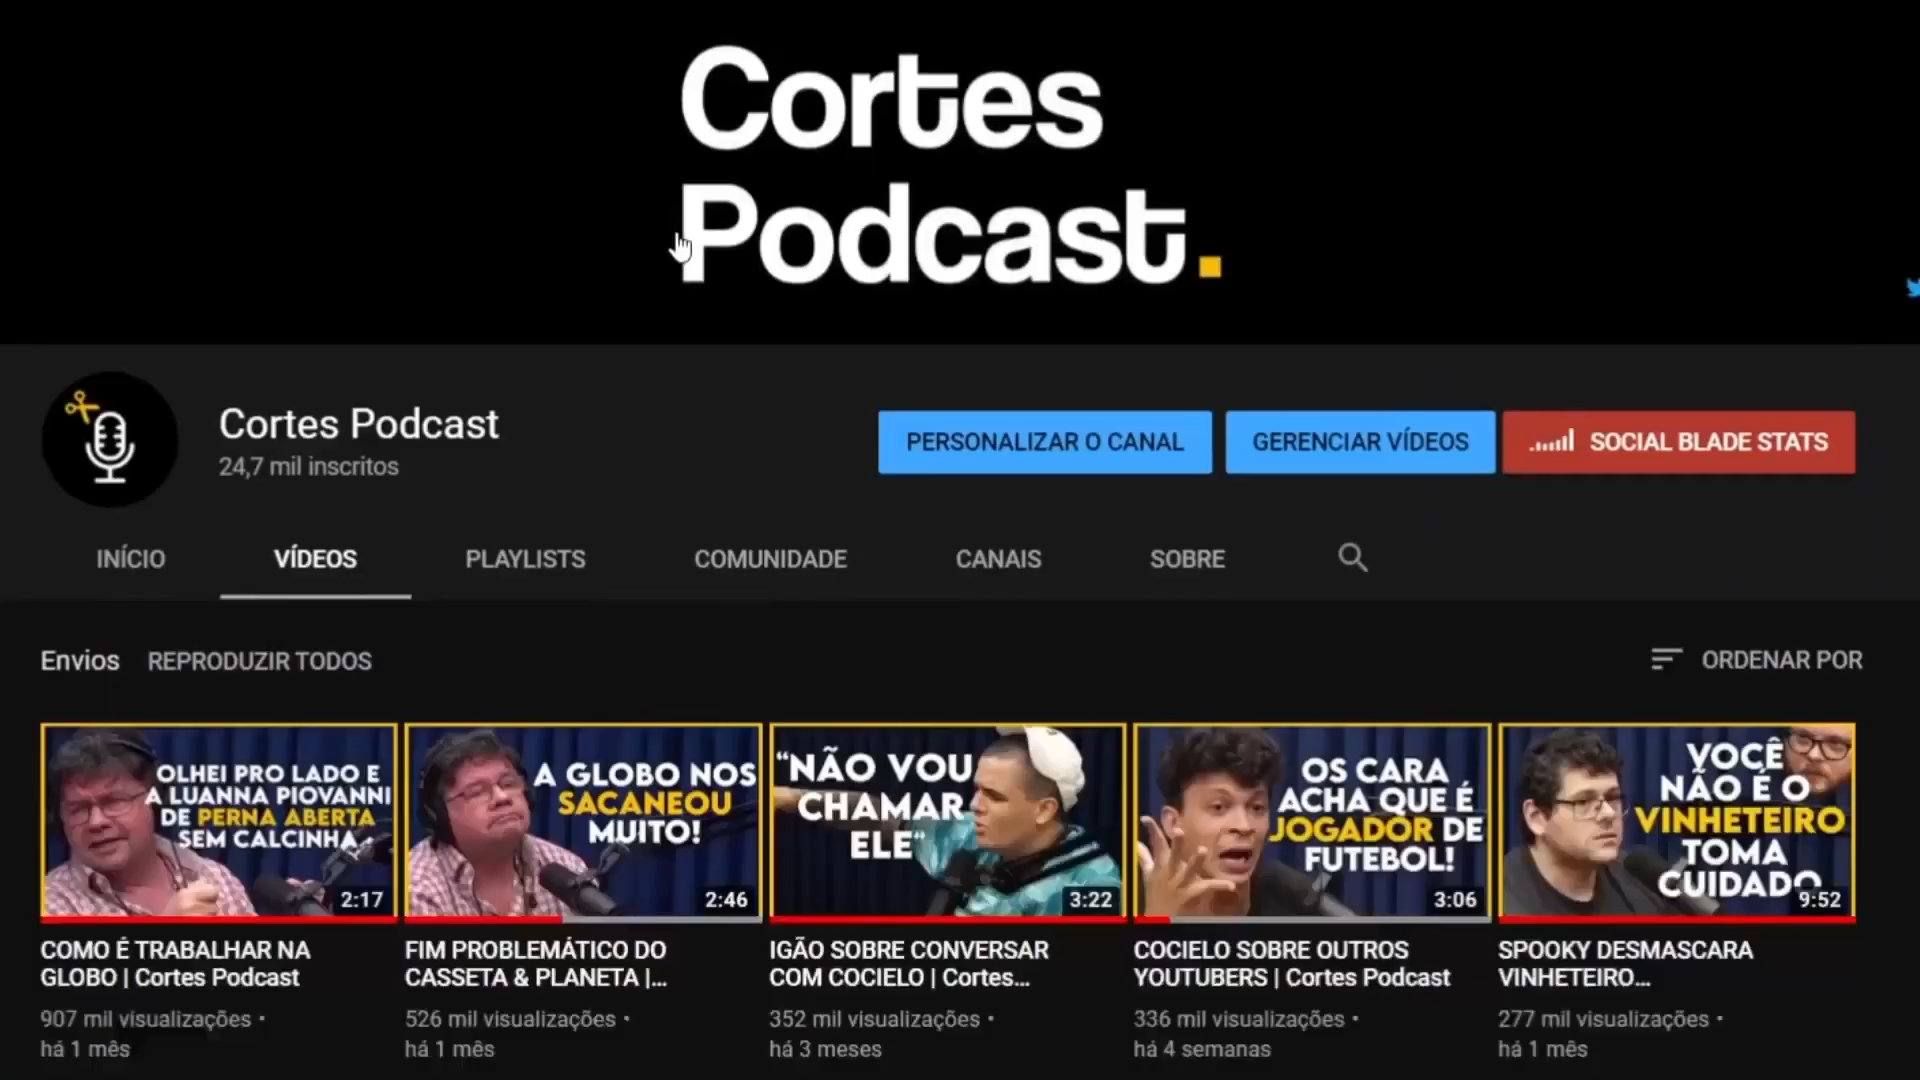 Cortes
Podcast.
Cortes Podcast
24,7 mil inscritos
PERSONALIZAR O CANAL
GERENCIAR VÍDEOS
SOCIAL BLADE STATS
INÍCIO
VÍDEOS
PLAYLISTS
COMUNIDADE
CANAIS
SOBRE
Envios
REPRODUZIR TODOS
ORDENAR POR
OLHEI PRO LADO E
A LUANNA PIOVANNI
DE PERNA ABERTA
SEM CALCINHA
2:17
COMO É TRABALHAR NA
GLOBO | Cortes Podcast
907 mil visualizações •
há 1 mês
A GLOBO NOS
SACANEOU
MUITO!
2:46
FIM PROBLEMÁTICO DO
CASSETA & PLANETA |...
526 mil visualizações •
há 1 mês
“NÃO VOU
CHAMAR
ELE“
3:22
IGÃO SOBRE CONVERSAR
COM COCIELO | Cortes...
352 mil visualizações •
há 3 meses
OS CARA
ACHA QUE É
JOGADOR DE
FUTEBOL!
3:06
COCIELO SOBRE OUTROS
YOUTUBERS | Cortes Podcast
336 mil visualizações •
há 4 semanas
VOCÊ
NÃO É O
VINHETEIRO
TOMA
CUIDADO
9:52
SPOOKY DESMASCARA
VINHETEIRO...
277 mil visualizações •
há 1 mês